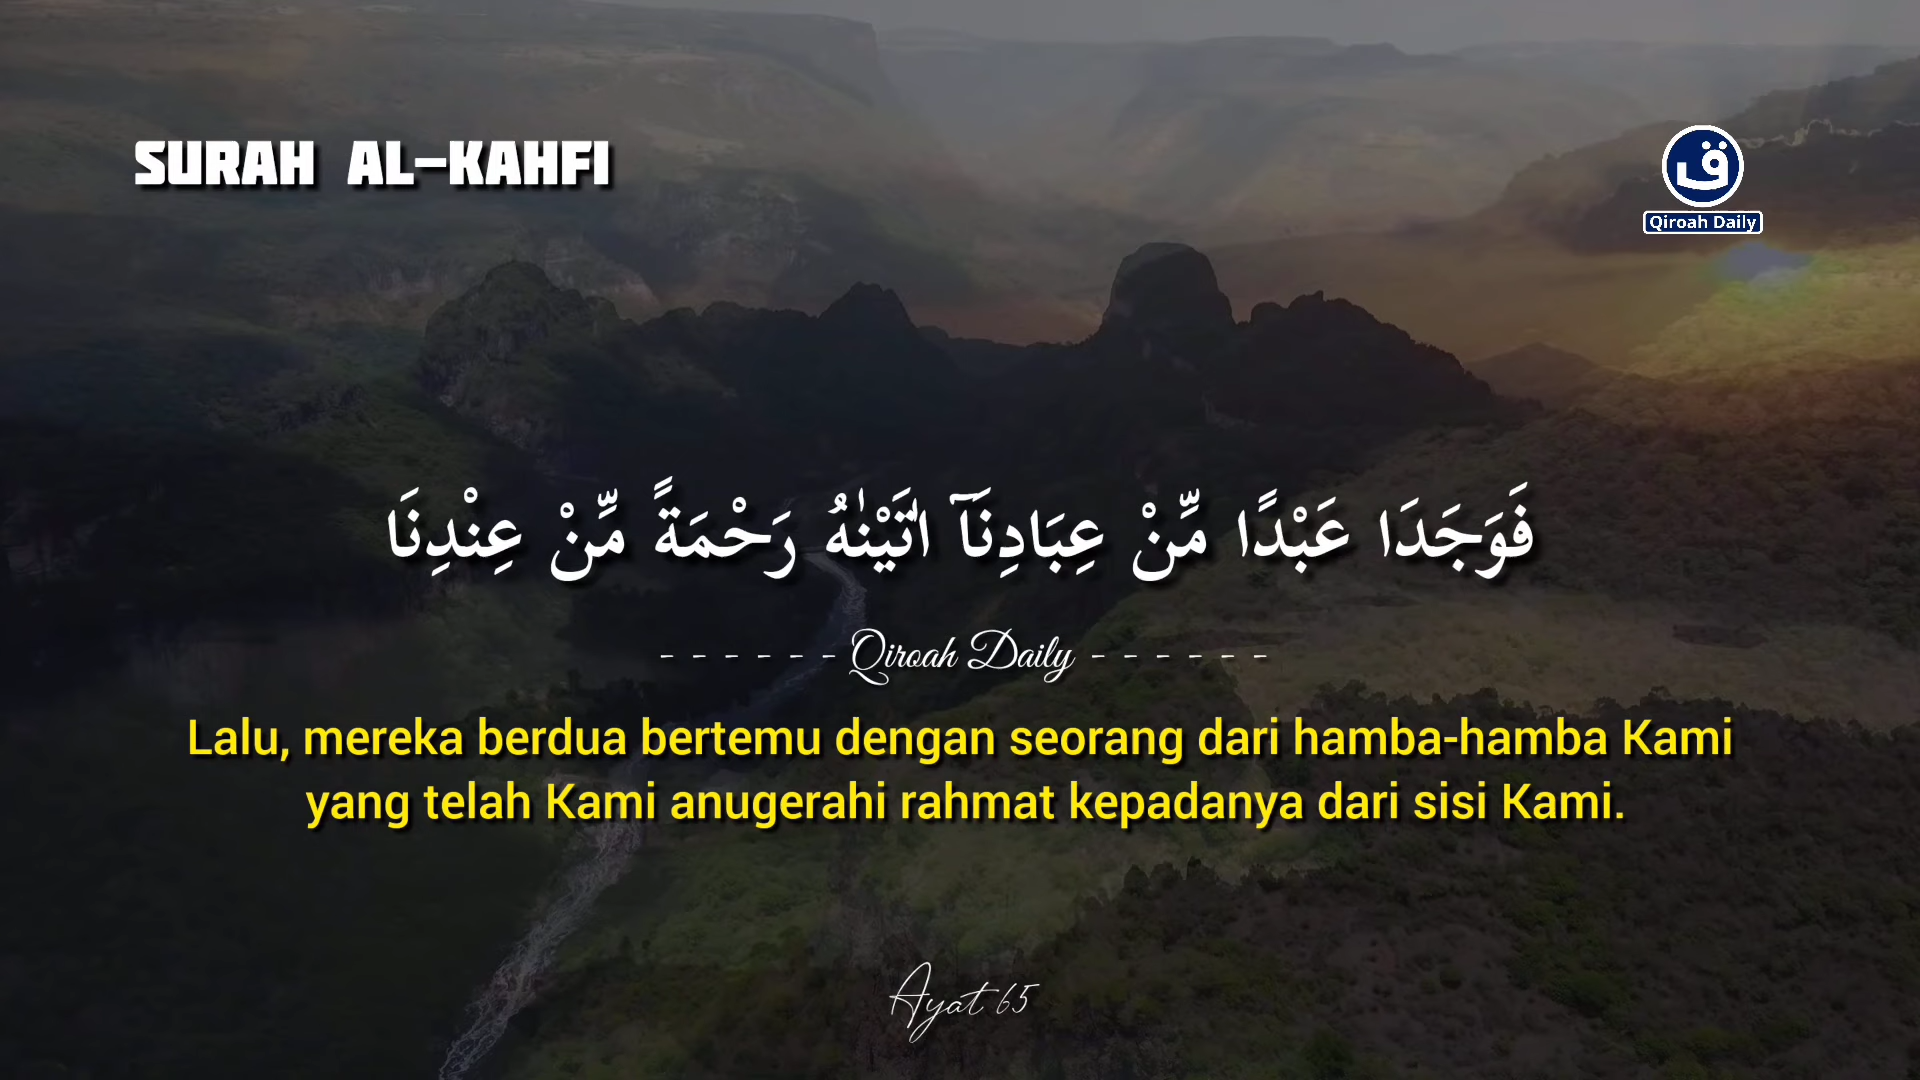 SURAH AL-KAHFI
ق
Qiroah Daily
فَوَجَدَا عَبْدًا مِّنْ عِبَادِنَآ اٰتَيْنٰهُ رَحْمَةً مِّنْ عِنْدِنَا
- - - - - - Qiroah Daily - - - - - -
Lalu, mereka berdua bertemu dengan seorang dari hamba-hamba Kami
yang telah Kami anugerahi rahmat kepadanya dari sisi Kami.
Ayat 65